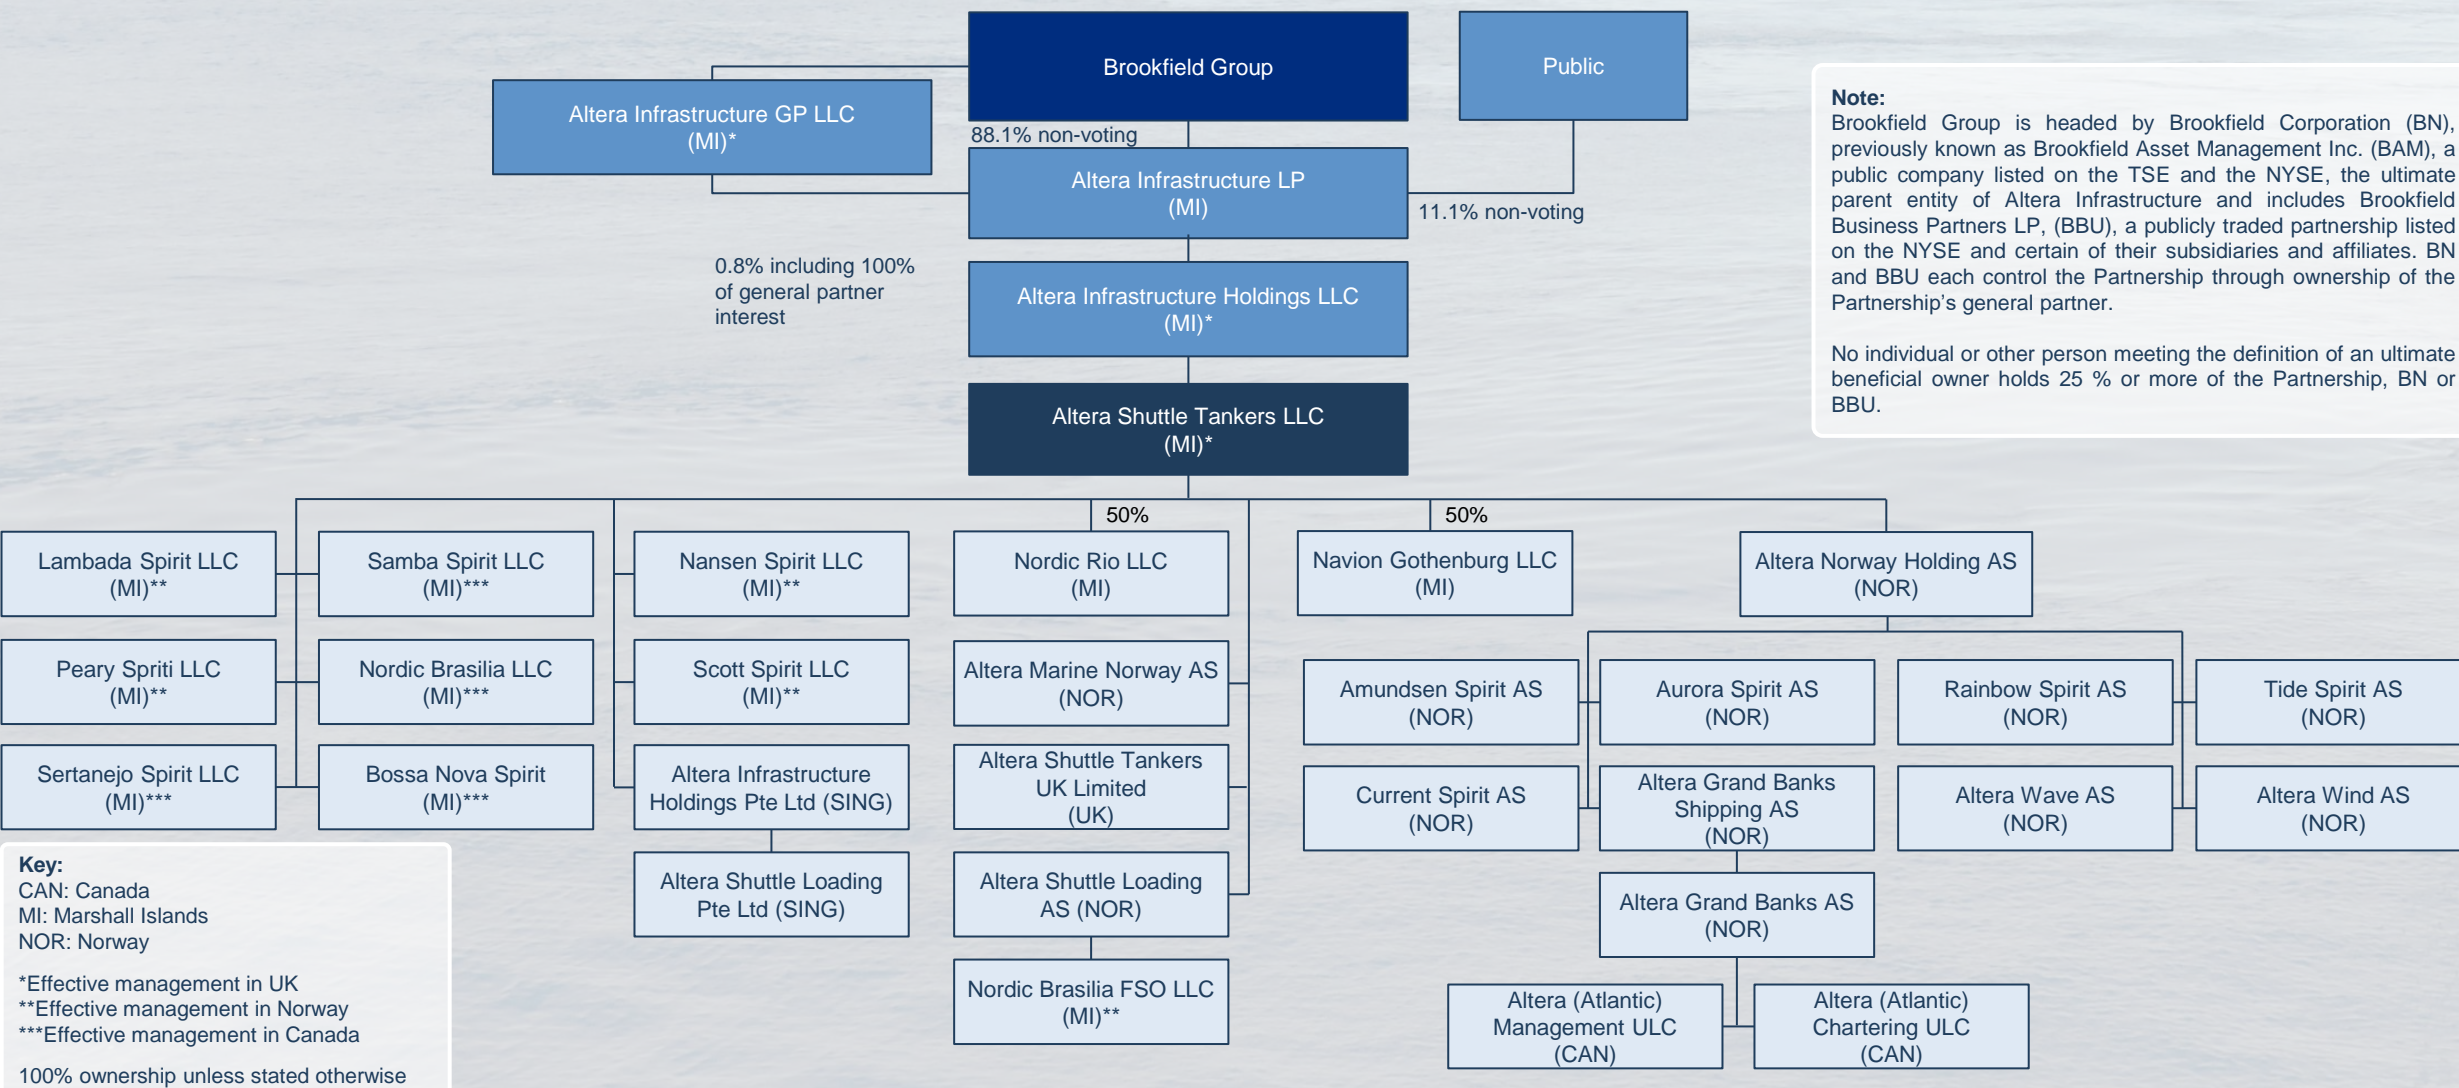 Brookfield Group
Public
Altera Infrastructure GP LLC
(MI)*
88.1% non-voting
Altera Infrastructure LP
(MI)
11.1% non-voting
0.8% including 100%
of general partner
interest
Altera Infrastructure Holdings LLC
(MI)*
Altera Shuttle Tankers LLC
(MI)*
Note:
Brookfield Group is headed by Brookfield Corporation (BN),
previously known as Brookfield Asset Management Inc. (BAM), a
public company listed on the TSE and the NYSE, the ultimate
parent entity of Altera Infrastructure and includes Brookfield
Business Partners LP, (BBU), a publicly traded partnership listed
on the NYSE and certain of their subsidiaries and affiliates. BN
and BBU each control the Partnership through ownership of the
Partnership's general partner.
No individual or other person meeting the definition of an ultimate
beneficial owner holds 25 % or more of the Partnership, BN or
BBU.
50%
50%
Lambada Spirit LLC
(MI)**
Samba Spirit LLC
(MI)***
Nansen Spirit LLC
(MI)**
Nordic Rio LLC
(MI)
Navion Gothenburg LLC
(MI)
Altera Norway Holding AS
(NOR)
Peary Spriti LLC
(MI)**
Nordic Brasilia LLC
(MI)***
Scott Spirit LLC
(MI)**
Altera Marine Norway AS
(NOR)
Amundsen Spirit AS
(NOR)
Aurora Spirit AS
(NOR)
Rainbow Spirit AS
(NOR)
Tide Spirit AS
(NOR)
Sertanejo Spirit LLC
(MI)***
Bossa Nova Spirit
(MI)***
Altera Infrastructure
Holdings Pte Ltd (SING)
Altera Shuttle Tankers
UK Limited
(UK)
Current Spirit AS
(NOR)
Altera Grand Banks
Shipping AS
(NOR)
Altera Wave AS
(NOR)
Altera Wind AS
(NOR)
Altera Shuttle Loading
Pte Ltd (SING)
Altera Shuttle Loading
AS (NOR)
Altera Grand Banks AS
(NOR)
Nordic Brasilia FSO LLC
(MI)**
Altera (Atlantic)
Management ULC
(CAN)
Altera (Atlantic)
Chartering ULC
(CAN)
Key:
CAN: Canada
MI: Marshall Islands
NOR: Norway
*Effective management in UK
**Effective management in Norway
***Effective management in Canada
100% ownership unless stated otherwise